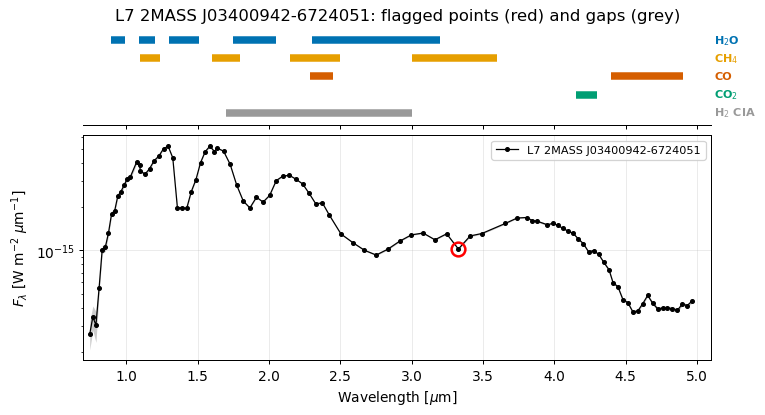 L7 2MASS J03400942-6724051: flagged points (red) and gaps (grey)
H₂O
CH₄
CO
CO₂
H₂ CIA
L7 2MASS J03400942-6724051
10⁻¹⁵
F_λ [W m⁻² μm⁻¹]
1.0 1.5 2.0 2.5 3.0 3.5 4.0 4.5 5.0
Wavelength [μm]